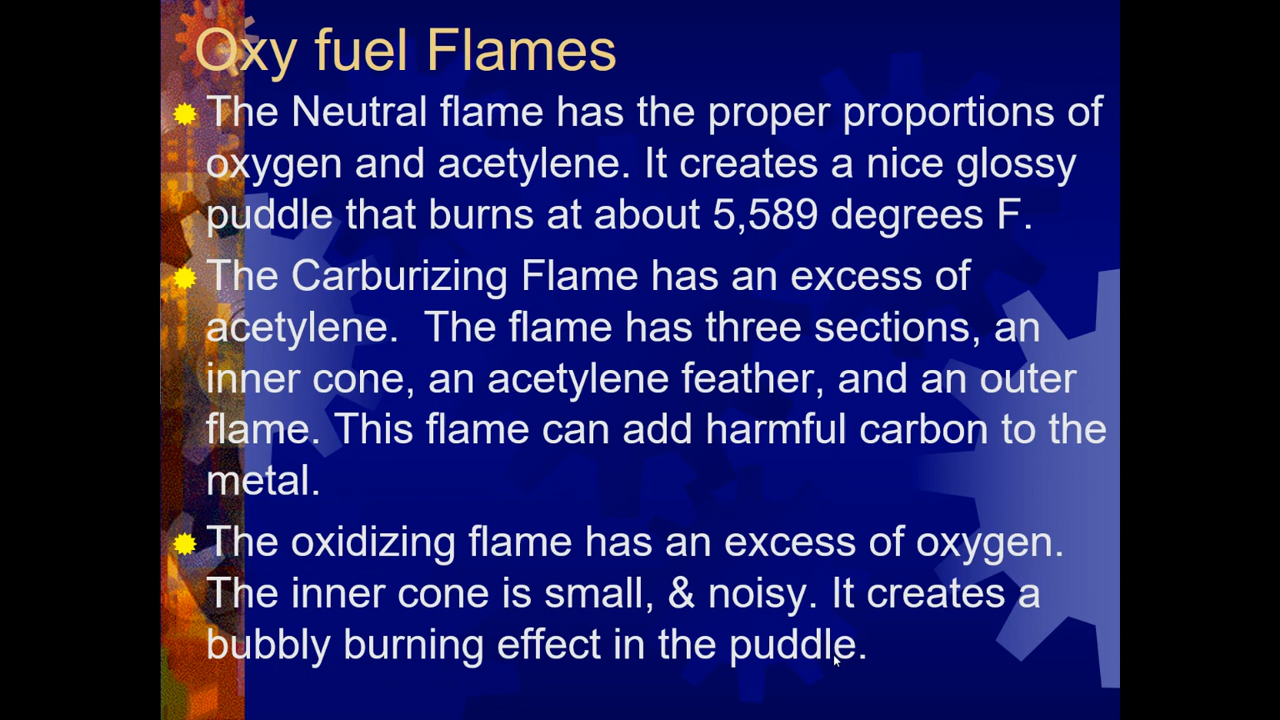 Oxy fuel Flames
The Neutral flame has the proper proportions of
oxygen and acetylene. It creates a nice glossy
puddle that burns at about 5,589 degrees F.
The Carburizing Flame has an excess of
acetylene.  The flame has three sections, an
inner cone, an acetylene feather, and an outer
flame. This flame can add harmful carbon to the
metal.
The oxidizing flame has an excess of oxygen.
The inner cone is small, & noisy. It creates a
bubbly burning effect in the puddle.